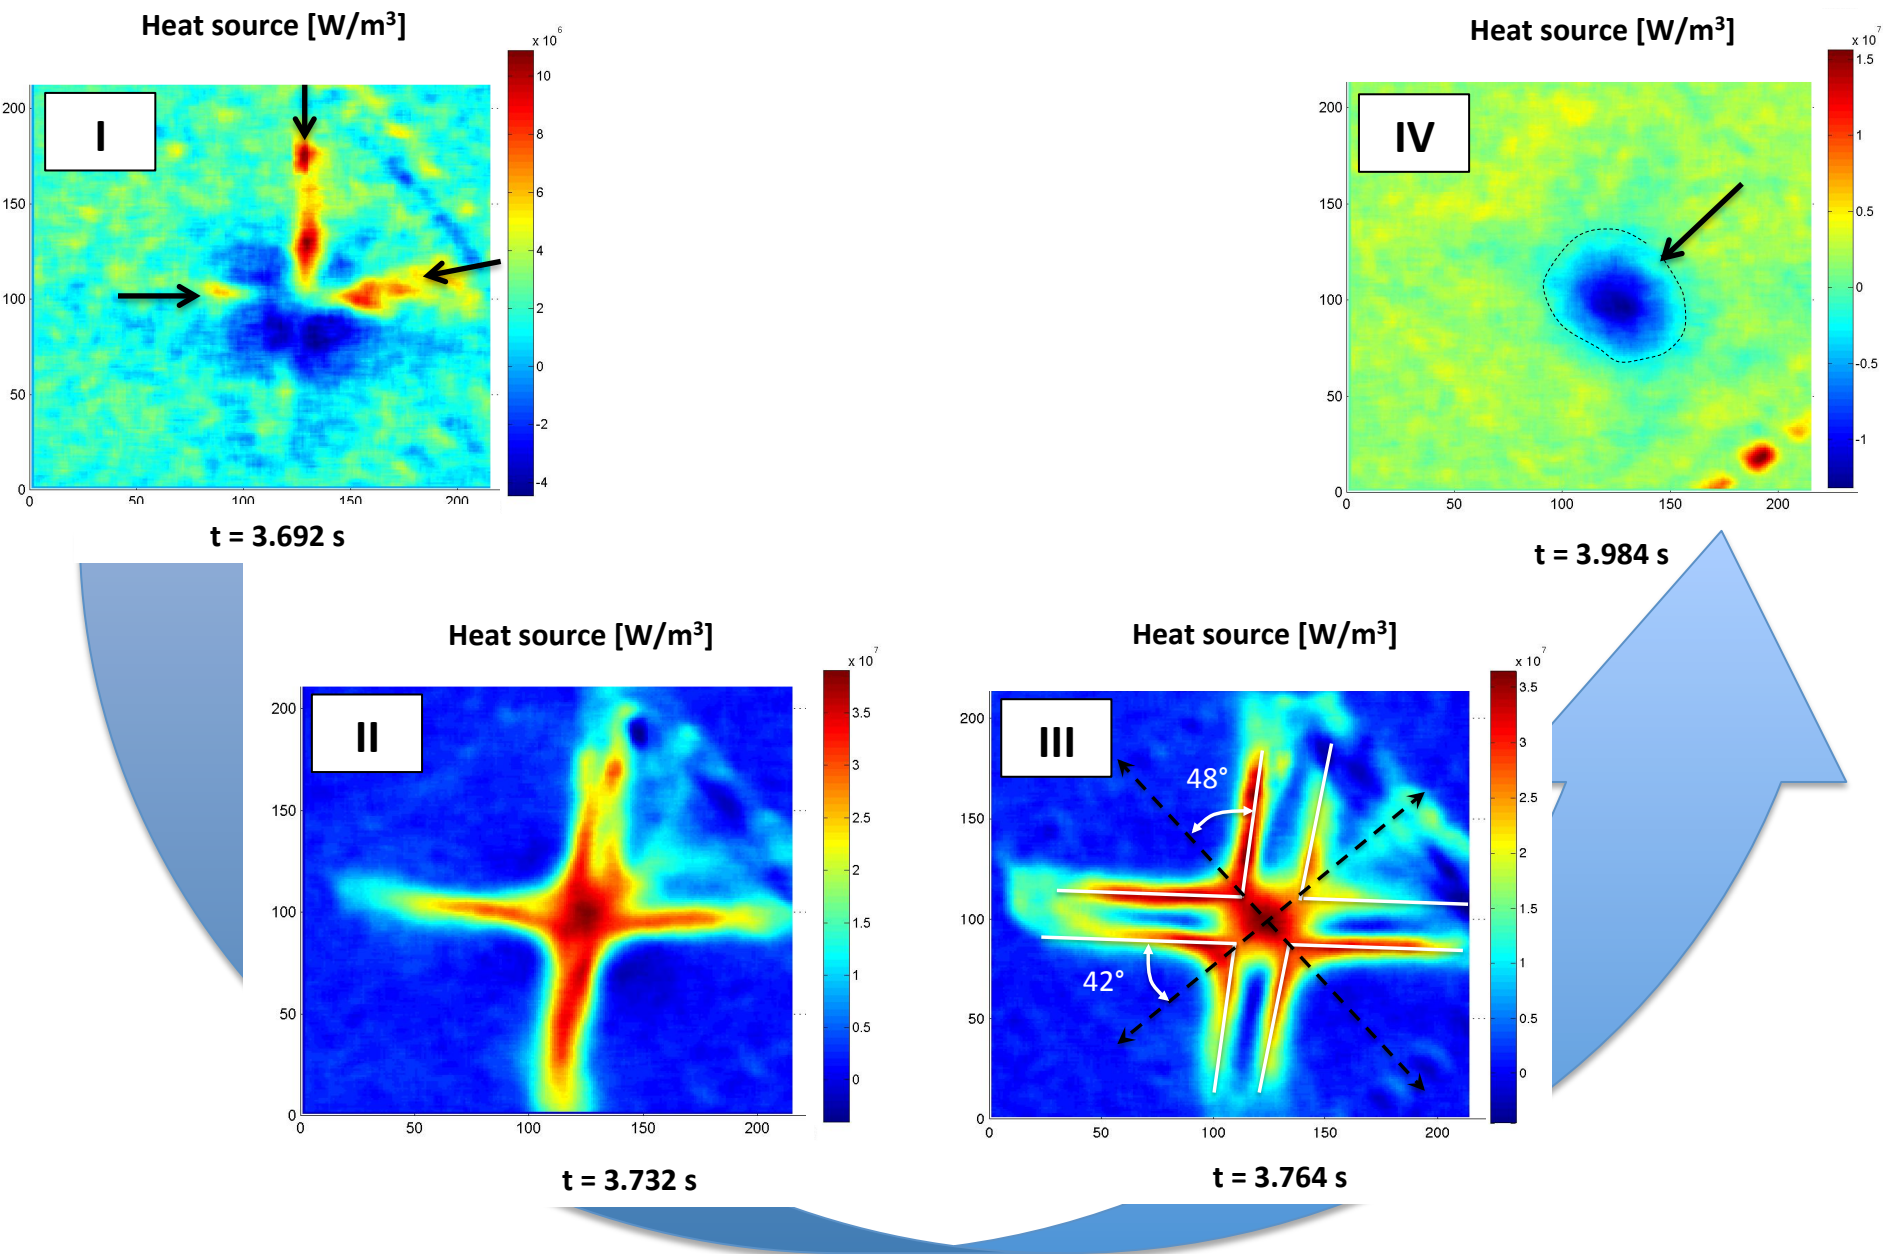 Heat source [W/m³]
x 10⁶
I
200
150
100
50
0
0 50 100 150 200
10
8
6
4
2
0
-2
-4
t = 3.692 s
Heat source [W/m³]
x 10⁷
IV
200
150
100
50
0
0 50 100 150 200
1.5
1
0.5
0
-0.5
-1
t = 3.984 s
Heat source [W/m³]
x 10⁷
II
200
150
100
50
0
0 50 100 150 200
3.5
3
2.5
2
1.5
1
0.5
0
t = 3.732 s
Heat source [W/m³]
x 10⁷
III
48°
42°
200
150
100
50
0
0 50 100 150 200
3.5
3
2.5
2
1.5
1
0.5
0
t = 3.764 s